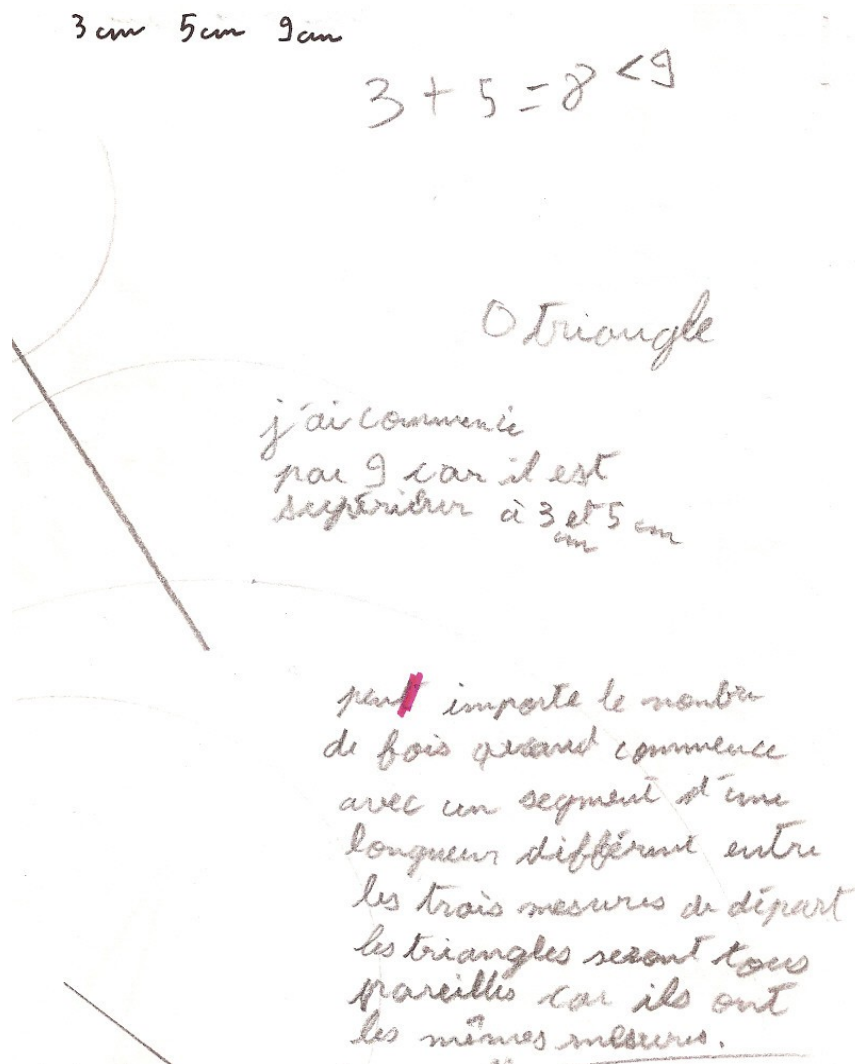 3 cm 5 cm 9 cm
3 + 5 = 8 < 9
0 triangle
j'ai commencé
par 9 car il est
supérieur à 3 cm et 5 cm
peut importe le nombre
de fois quand commence
avec un segment d'une
longueur différent entre
les trois mesures de départ
les triangles seront tous
pareilles car ils ont
les mêmes mesures.